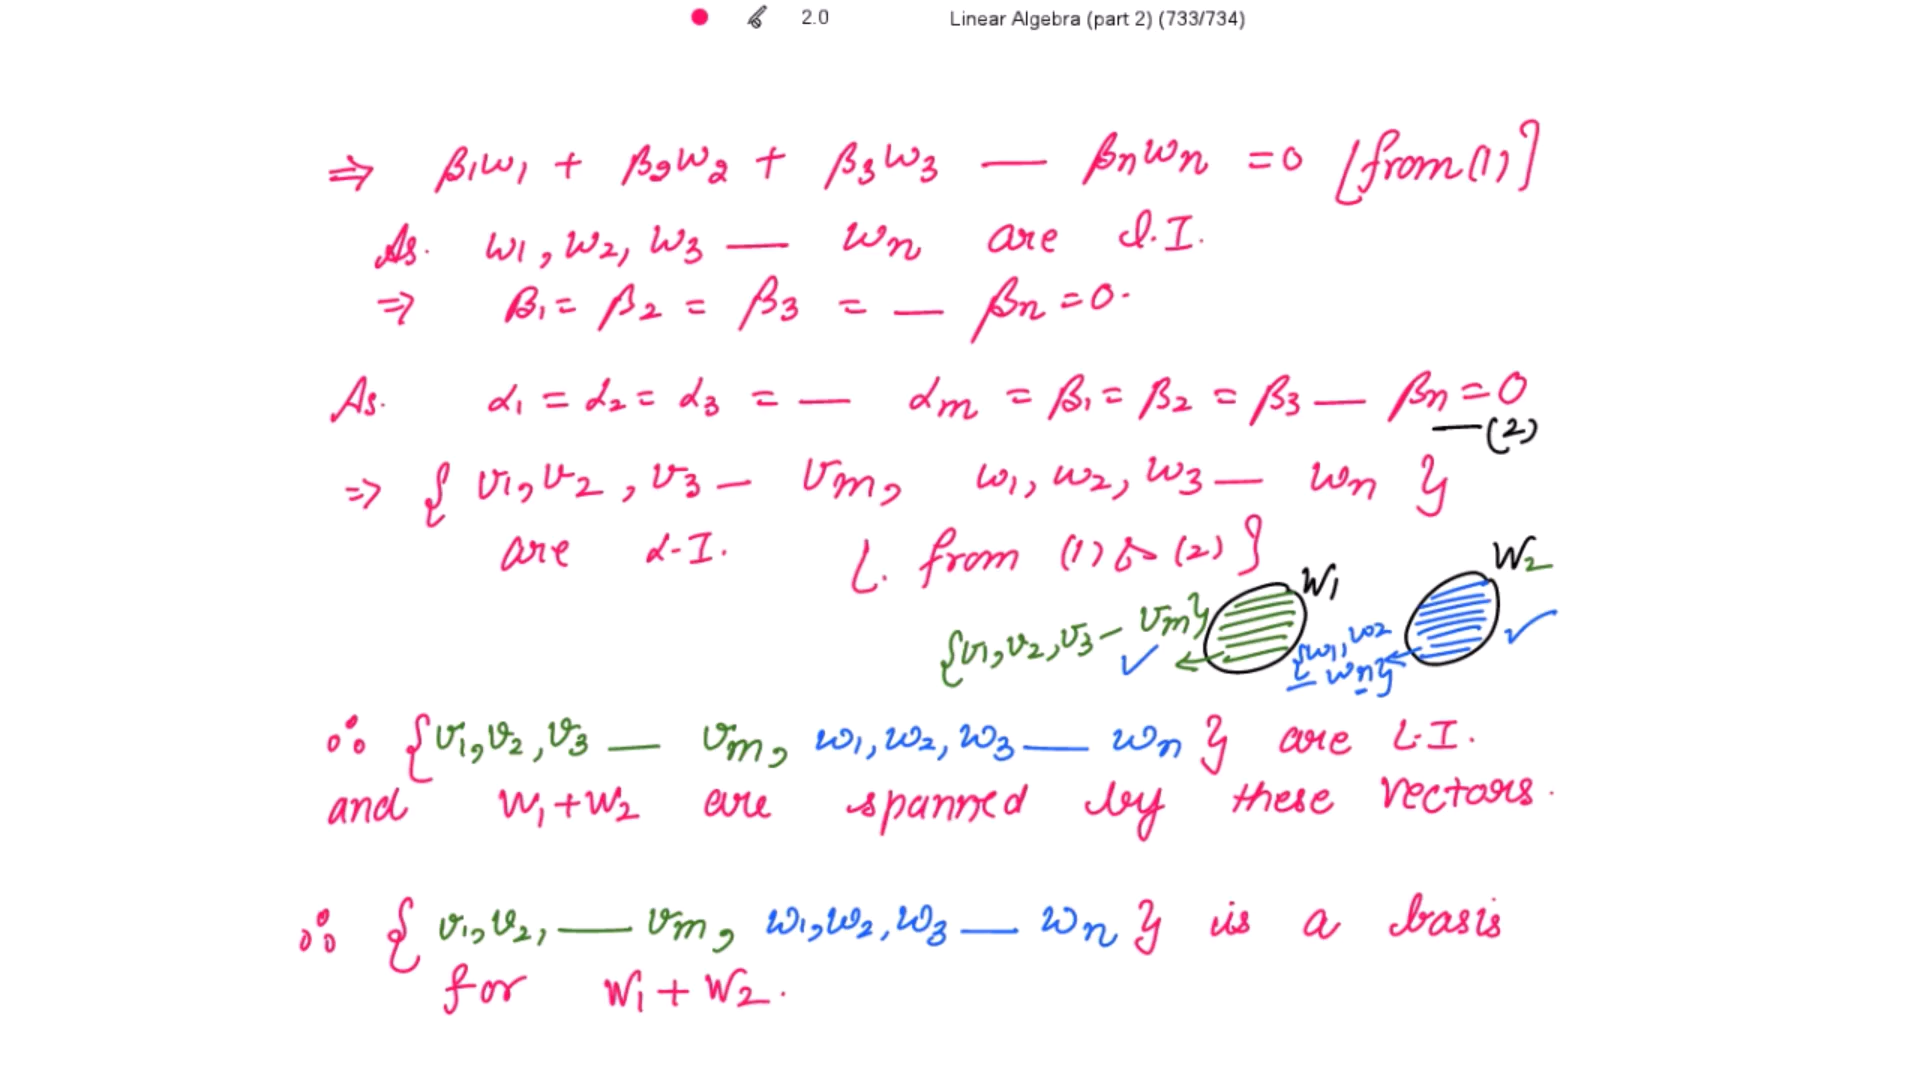 2.0 Linear Algebra (part 2) (733/734)
⇒ β1w1 + β2w2 + β3w3 — βnwn = 0 [from (1)]
As. w1, w2, w3 — wn are L.I.
⇒ β1 = β2 = β3 = — βn = 0.
As. α1 = α2 = α3 = — αm = β1 = β2 = β3 — βn = 0
—(2)
⇒ { v1, v2, v3 — vm, w1, w2, w3 — wn }
are L-I. [. from (1) & (2)}
W1 W2
{v1, v2, v3 — vm} ✓ ← {w1, w2 ← ✓
— wn}
∴ {v1, v2, v3 — vm, w1, w2, w3 — wn } are L.I.
and W1 + W2 are spanned by these vectors.
∴ { v1, v2, — vm, w1, w2, w3 — wn } is a basis
for W1 + W2.